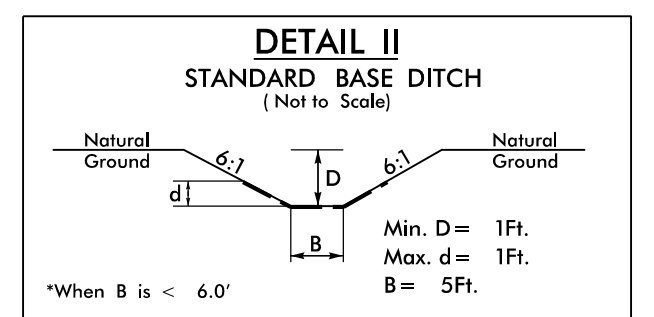 DETAIL II
STANDARD BASE DITCH
( Not to Scale)
Natural
Ground
6:1
d
D
6:1
Natural
Ground
B
Min. D= 1Ft.
Max. d= 1Ft.
B= 5Ft.
*When B is < 6.0'